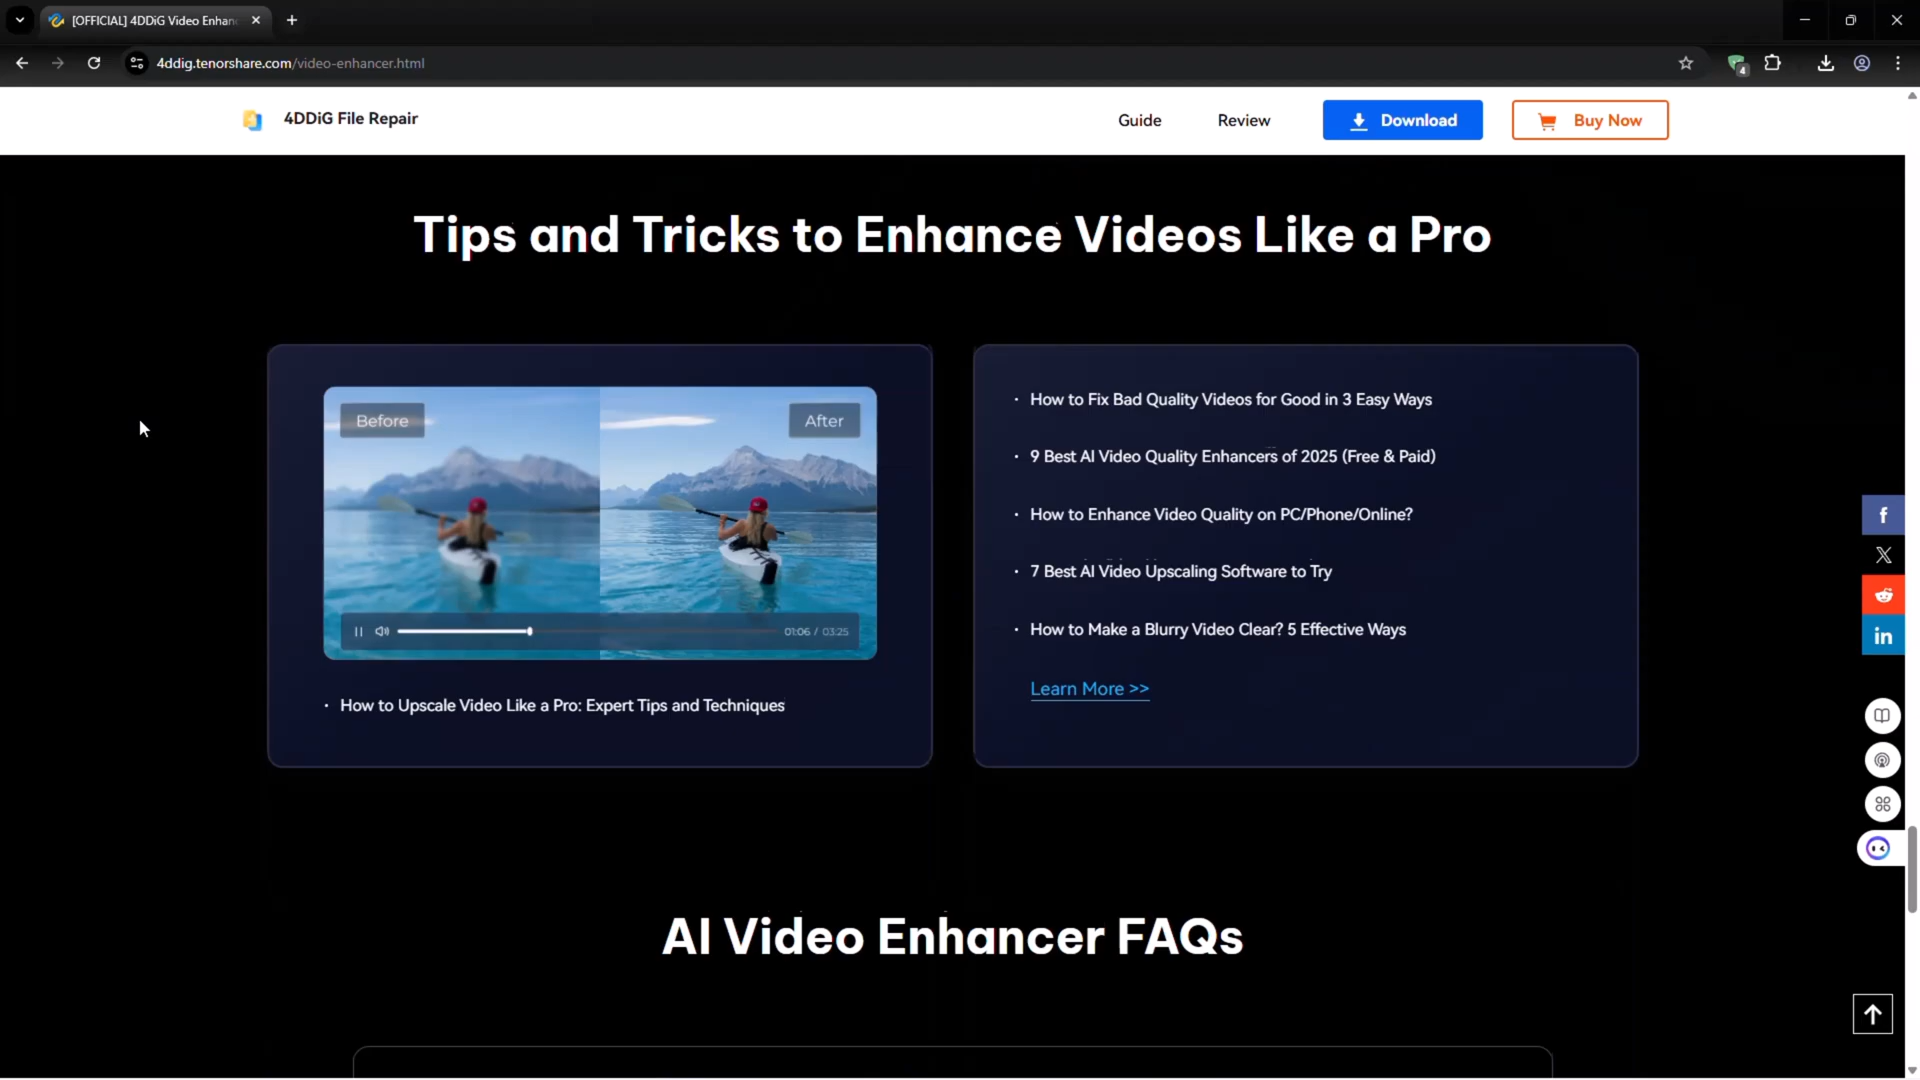 [OFFICIAL] 4DDiG Video Enhan
4ddig.tenorshare.com/video-enhancer.html
4
4DDiG File Repair
Guide
Review
Download
Buy Now
Tips and Tricks to Enhance Videos Like a Pro
Before
After
01:06 / 03:25
· How to Upscale Video Like a Pro: Expert Tips and Techniques
· How to Fix Bad Quality Videos for Good in 3 Easy Ways
· 9 Best AI Video Quality Enhancers of 2025 (Free & Paid)
· How to Enhance Video Quality on PC/Phone/Online?
· 7 Best AI Video Upscaling Software to Try
· How to Make a Blurry Video Clear? 5 Effective Ways
Learn More >>
f
X
in
AI Video Enhancer FAQs